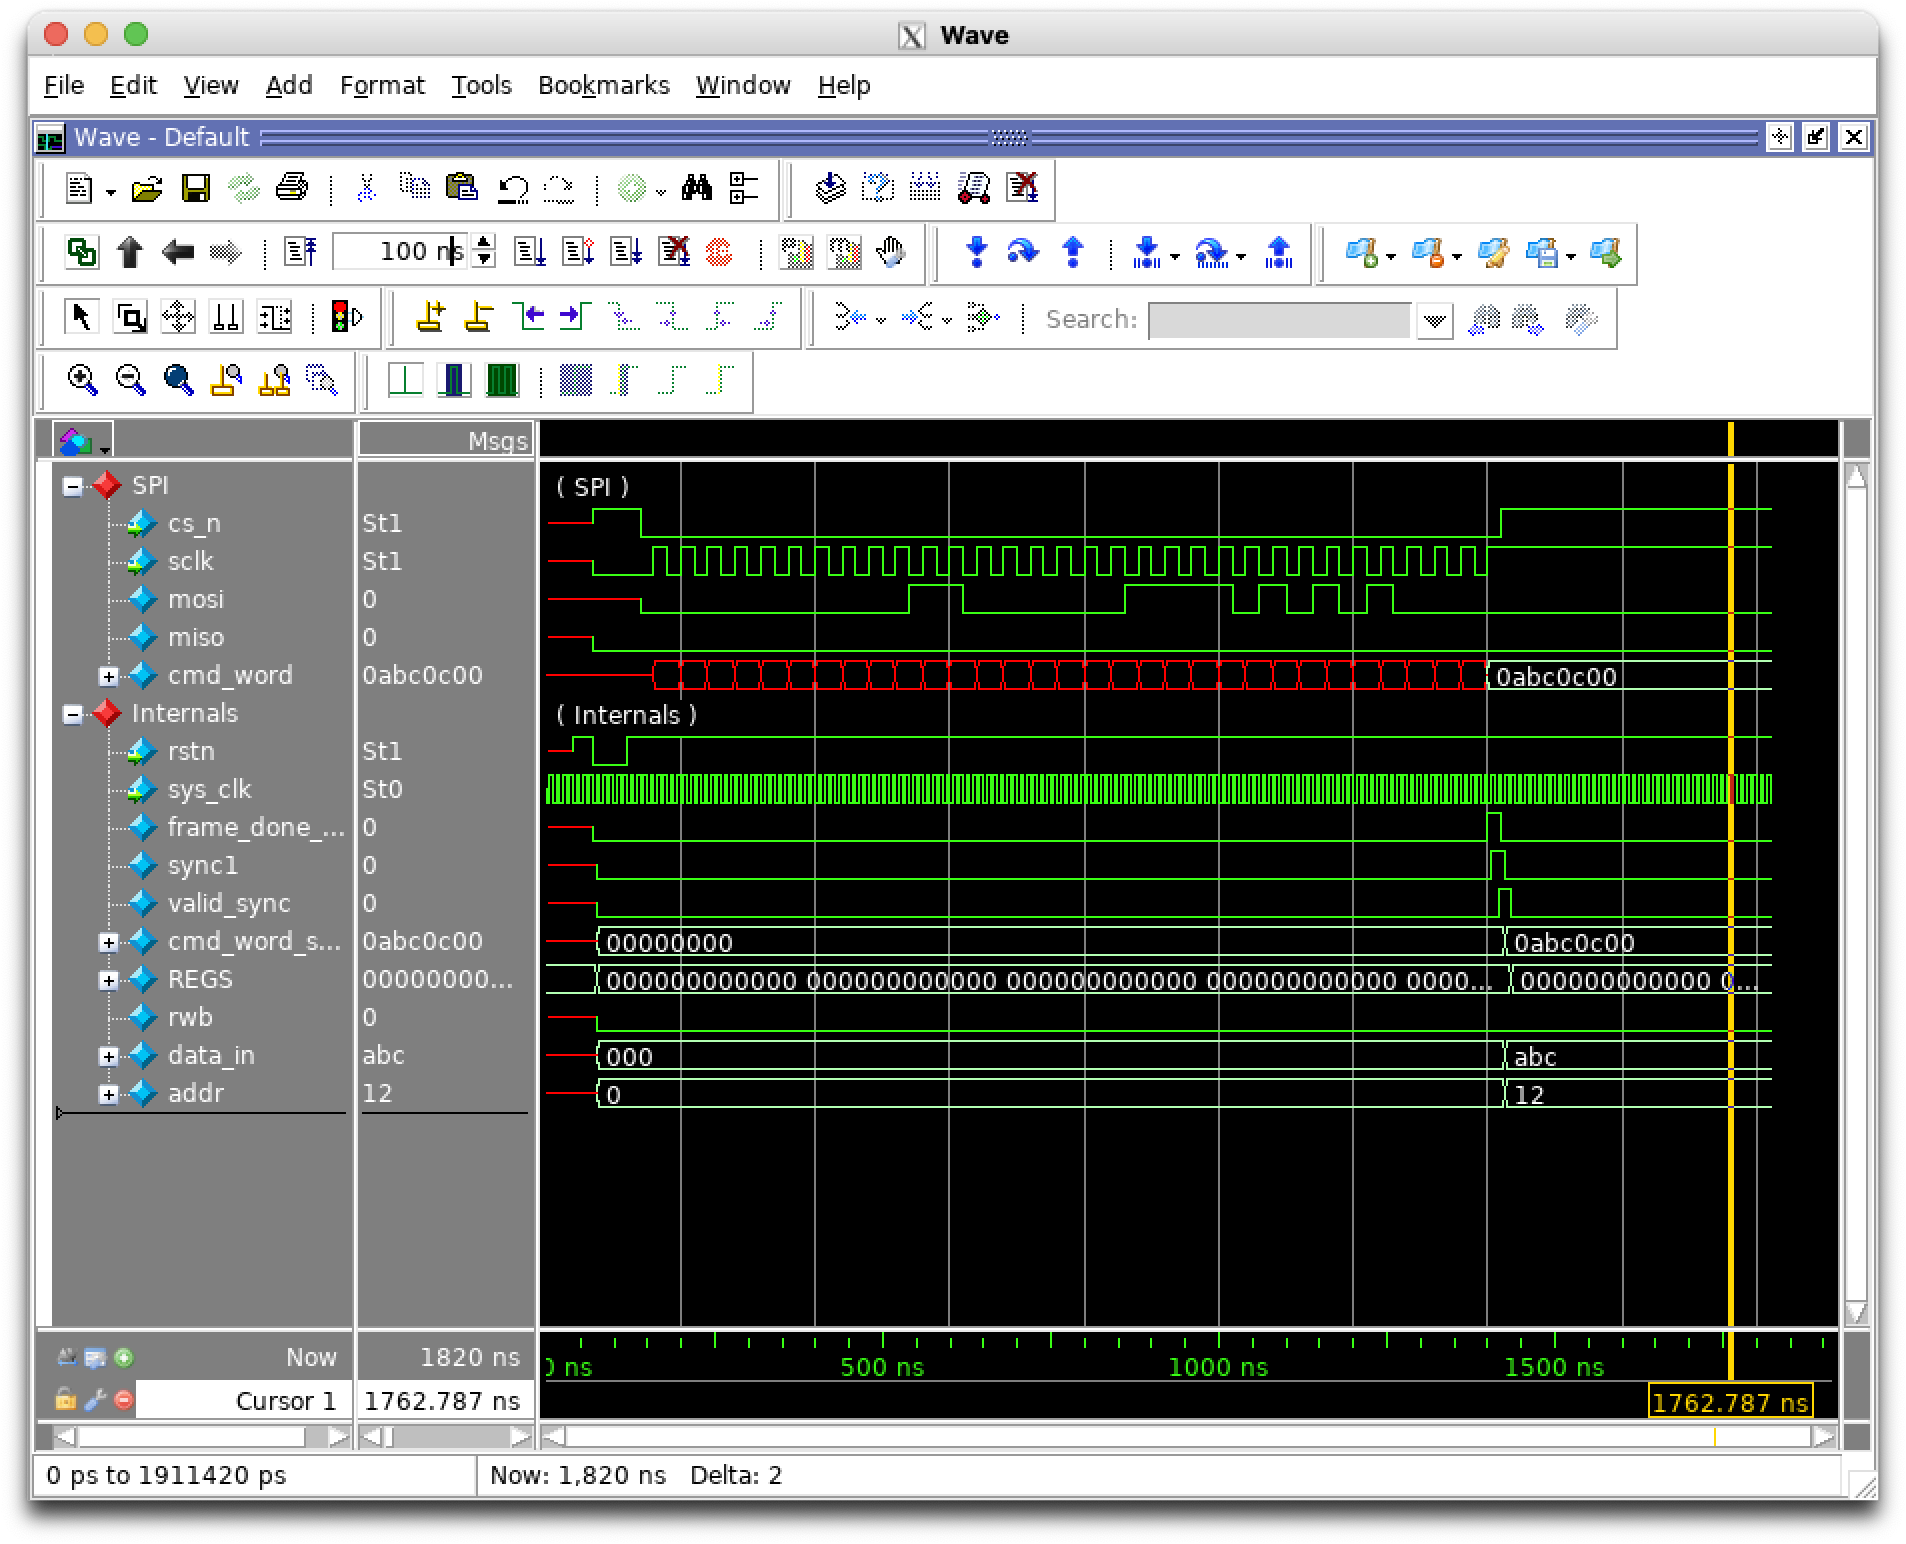 Wave
File Edit View Add Format Tools Bookmarks Window Help
Wave - Default
100 ns
Search:
Msgs
SPI ( SPI )
cs_n St1
sclk St1
mosi 0
miso 0
cmd_word 0abc0c00 0abc0c00
Internals ( Internals )
rstn St1
sys_clk St0
frame_done_... 0
sync1 0
valid_sync 0
cmd_word_s... 0abc0c00 00000000 0abc0c00
REGS 00000000... 000000000000 000000000000 000000000000 000000000000 0000... 000000000000 0...
rwb 0
data_in abc 000 abc
addr 12 0 12
Now 1820 ns 0 ns 500 ns 1000 ns 1500 ns
Cursor 1 1762.787 ns 1762.787 ns
0 ps to 1911420 ps Now: 1,820 ns Delta: 2